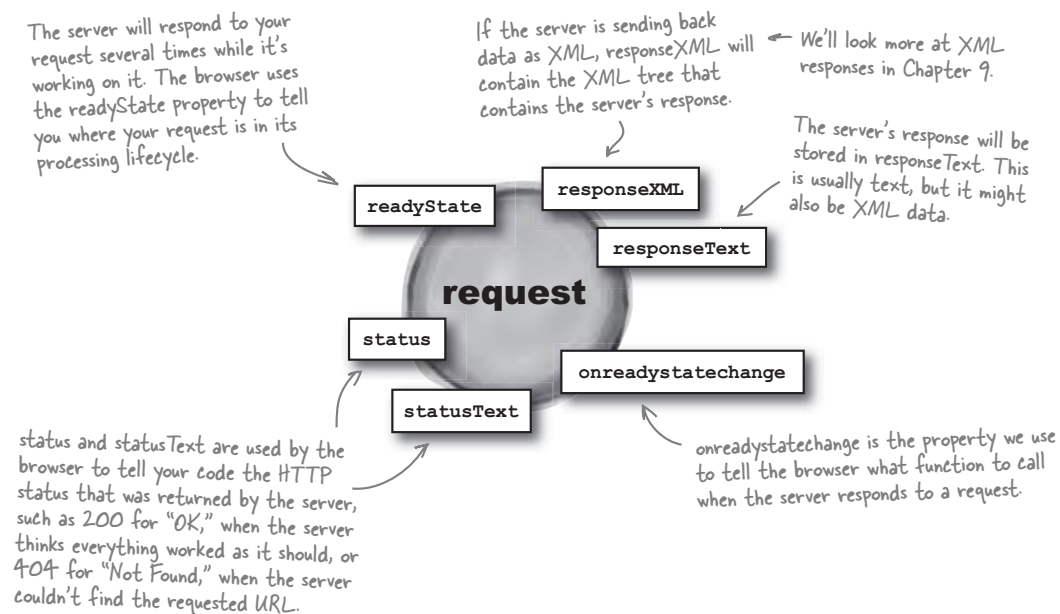 The server will respond to your
request several times while it's
working on it. The browser uses
the readyState property to tell
you where your request is in its
processing lifecycle.
If the server is sending back
data as XML, responseXML will
contain the XML tree that
contains the server's response.
We'll look more at XML
responses in Chapter 9.
The server's response will be
stored in responseText. This
is usually text, but it might
also be XML data.
readyState
responseXML
responseText
request
status
onreadystatechange
statusText
status and statusText are used by the
browser to tell your code the HTTP
status that was returned by the server,
such as 200 for “OK,” when the server
thinks everything worked as it should, or
404 for “Not Found,” when the server
couldn't find the requested URL.
onreadystatechange is the property we use
to tell the browser what function to call
when the server responds to a request.